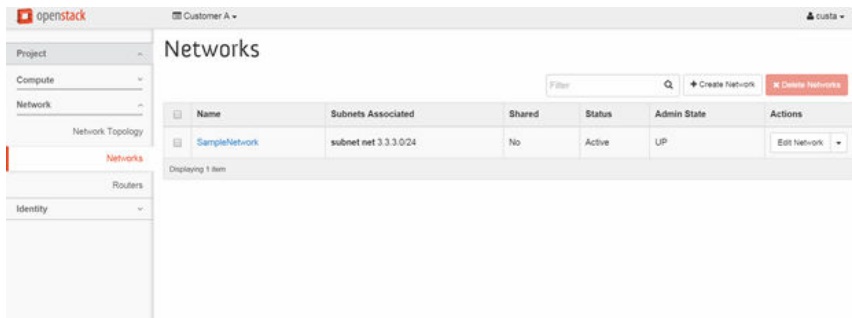 openstack Customer A custa
Project
Networks
Compute
Filter Create Network Delete Networks
Network
Name Subnets Associated Shared Status Admin State Actions
Network Topology
SampleNetwork subnet net 3.3.3.0/24 No Active UP Edit Network
Networks
Displaying 1 item
Routers
Identity